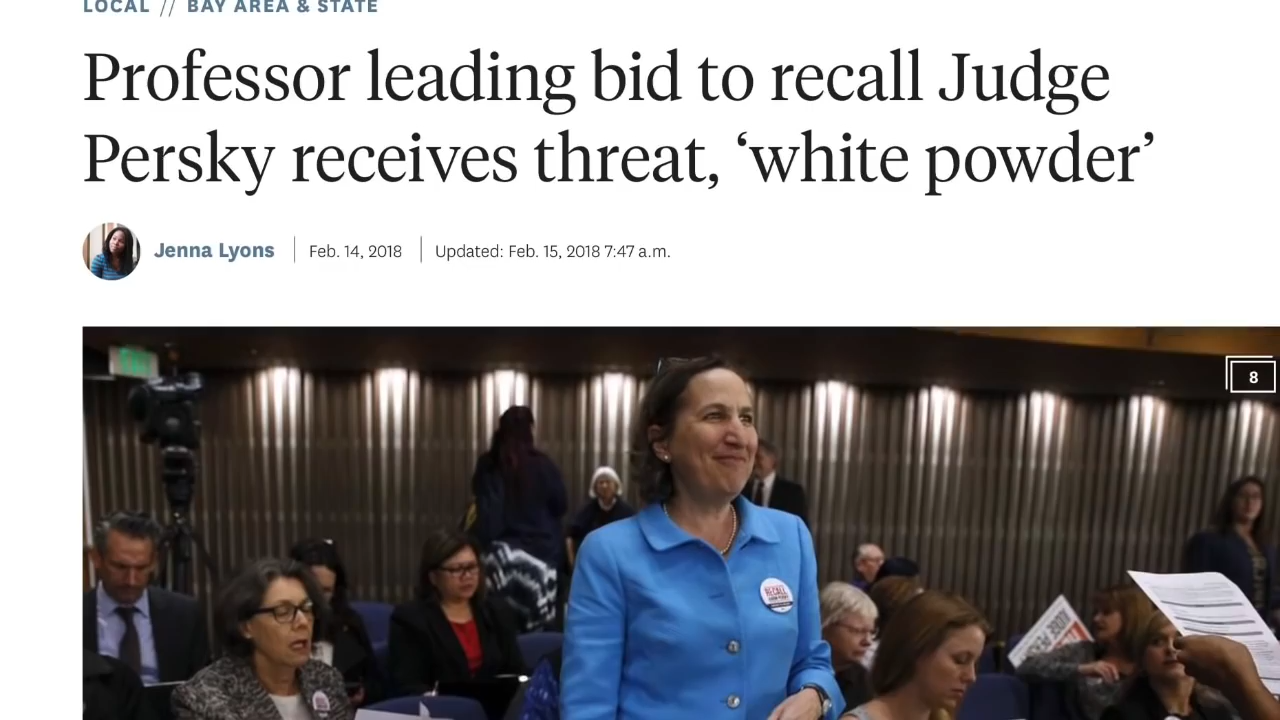 LOCAL // BAY AREA & STATE
Professor leading bid to recall Judge
Persky receives threat, ‘white powder’
Jenna Lyons Feb. 14, 2018 Updated: Feb. 15, 2018 7:47 a.m.
8
RECALL